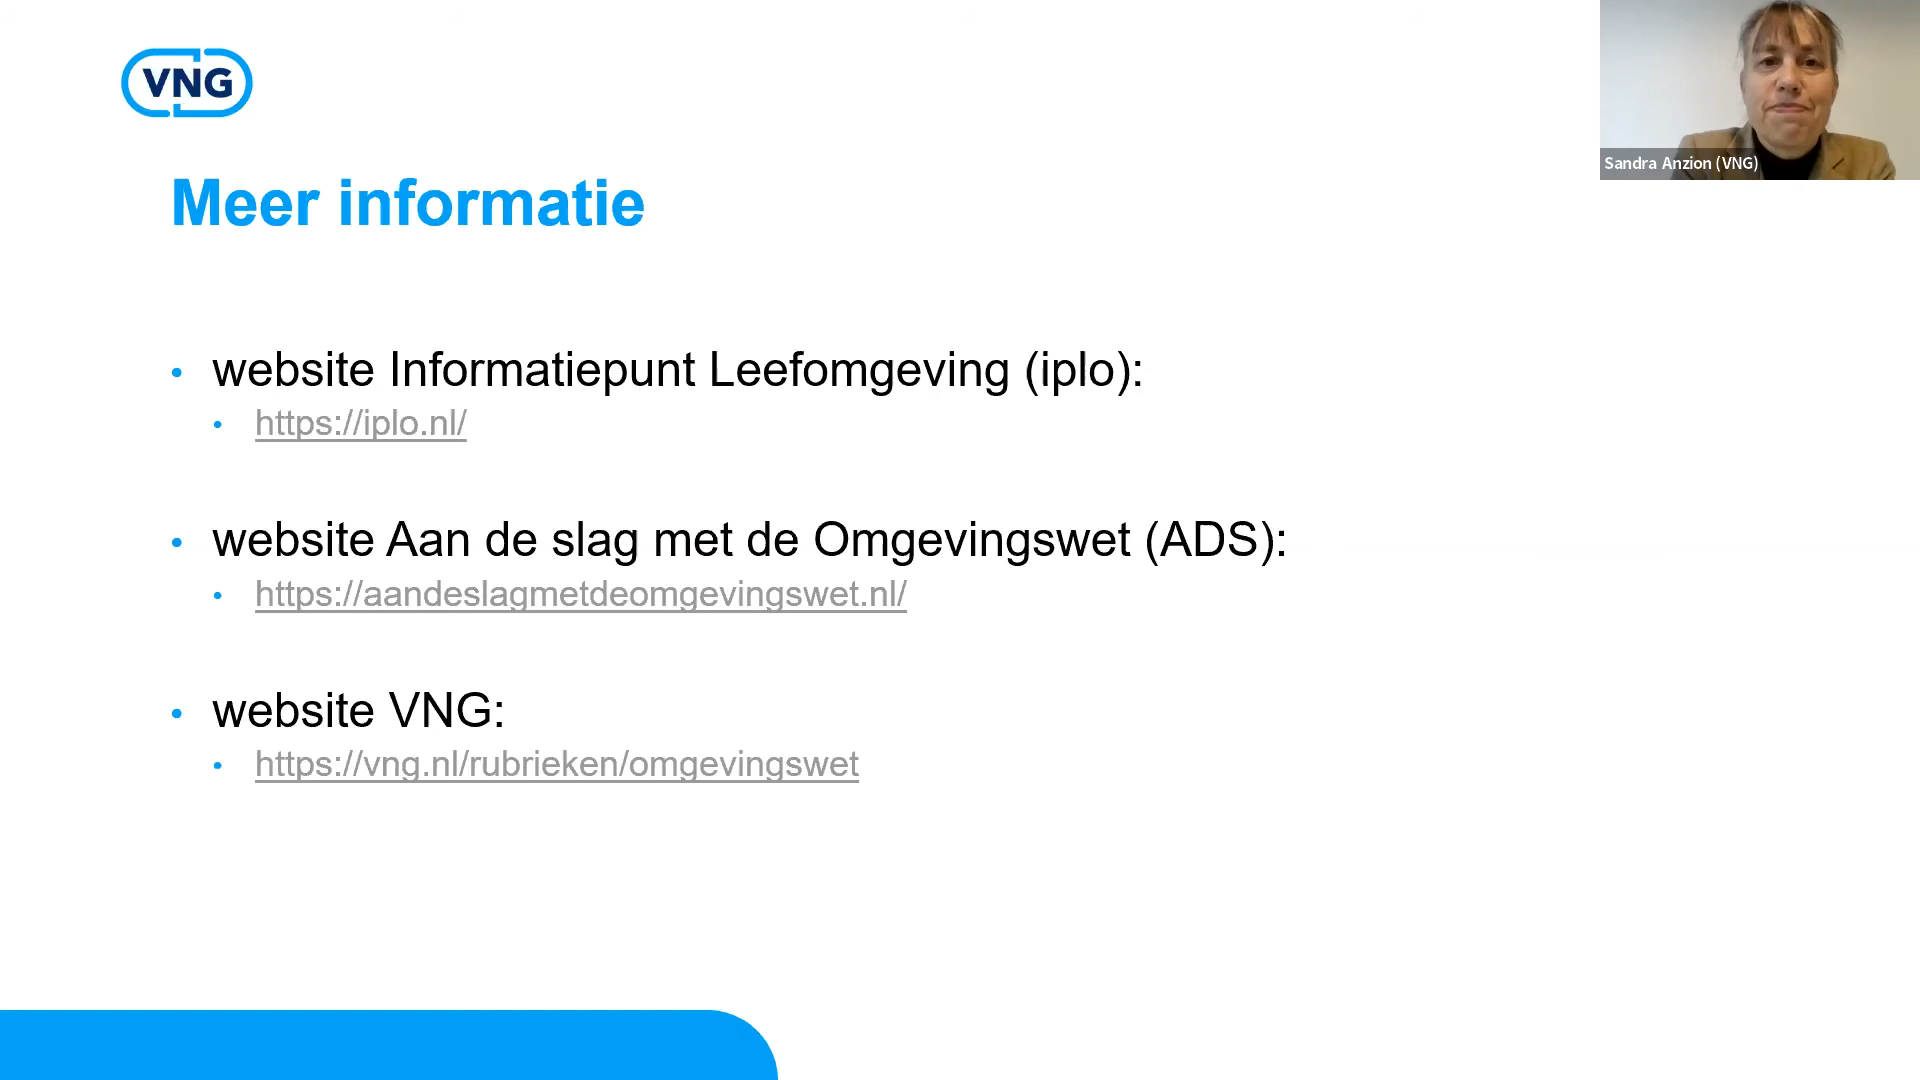 VNG
Sandra Anzion (VNG)
Meer informatie
• website Informatiepunt Leefomgeving (iplo):
• https://iplo.nl/
• website Aan de slag met de Omgevingswet (ADS):
• https://aandeslagmetdeomgevingswet.nl/
• website VNG:
• https://vng.nl/rubrieken/omgevingswet